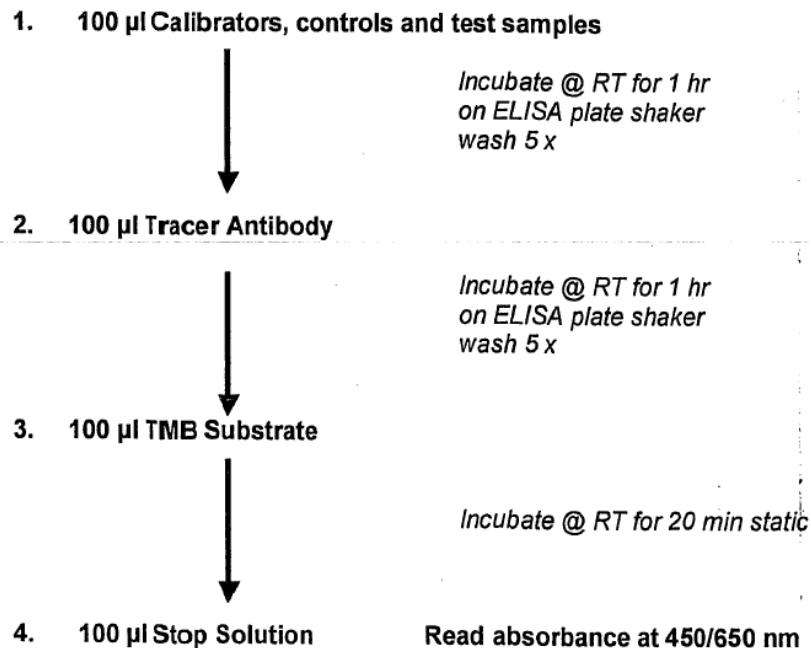 1. 100 µl Calibrators, controls and test samples
Incubate @ RT for 1 hr
on ELISA plate shaker
wash 5 x
2. 100 µl Tracer Antibody
Incubate @ RT for 1 hr
on ELISA plate shaker
wash 5 x
3. 100 µl TMB Substrate
Incubate @ RT for 20 min static
4. 100 µl Stop Solution Read absorbance at 450/650 nm